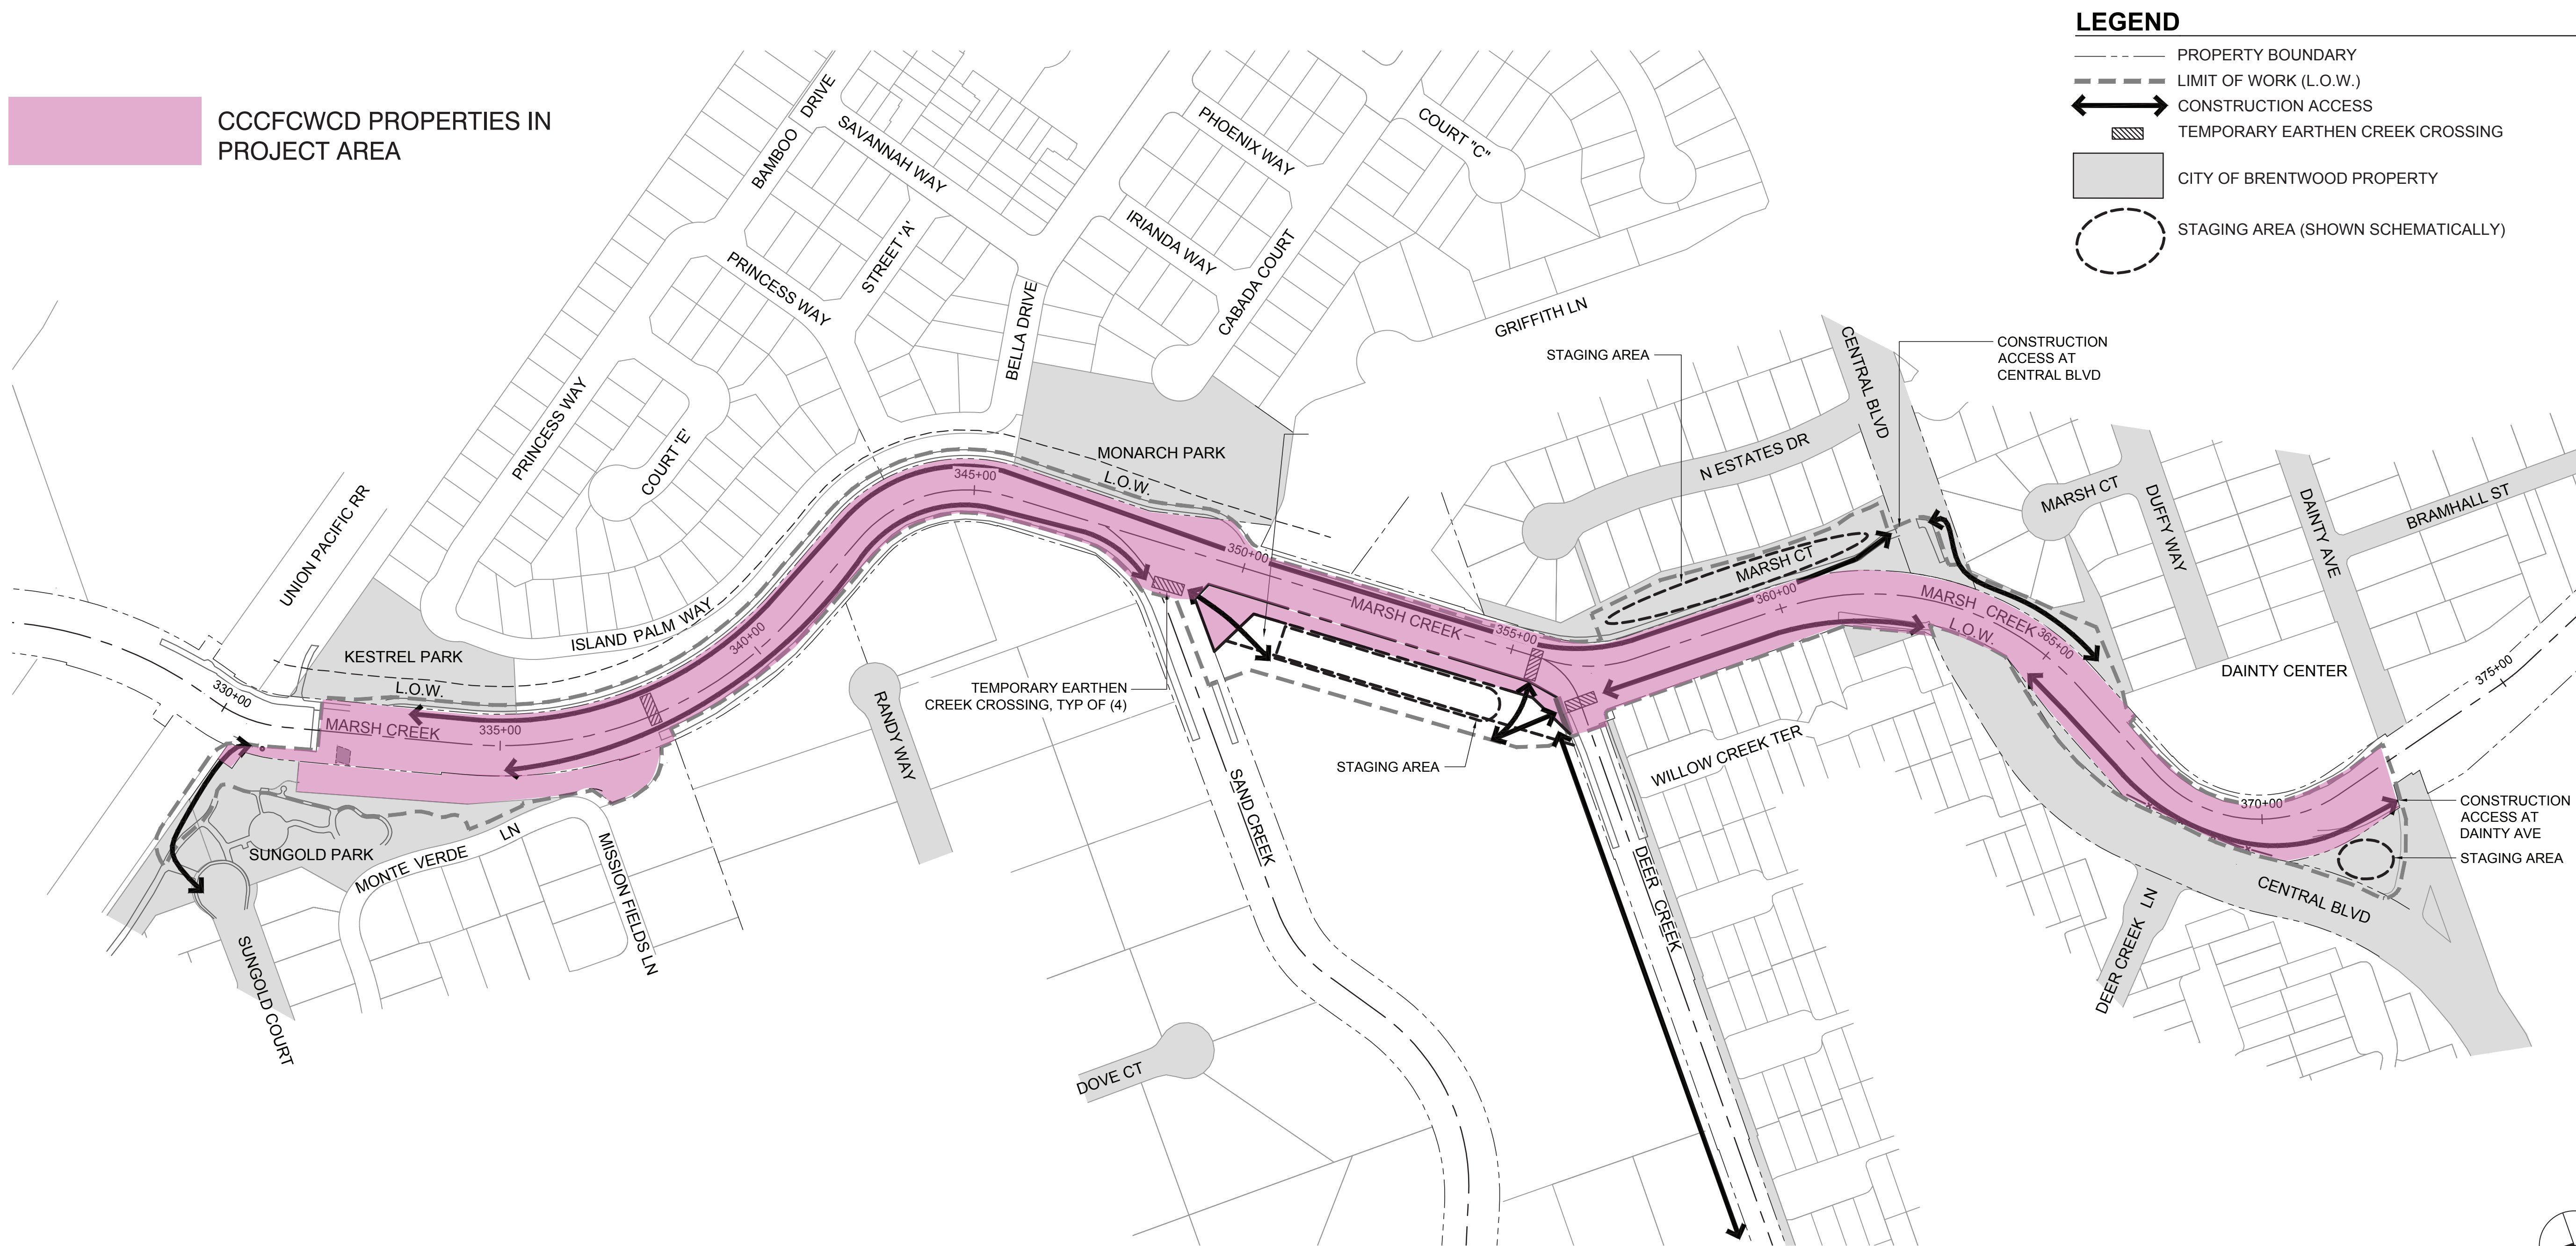 LEGEND
PROPERTY BOUNDARY
LIMIT OF WORK (L.O.W.)
CONSTRUCTION ACCESS
TEMPORARY EARTHEN CREEK CROSSING
CITY OF BRENTWOOD PROPERTY
STAGING AREA (SHOWN SCHEMATICALLY)
CCCFCWCD PROPERTIES IN
PROJECT AREA
BAMBOO DRIVE
SAVANNAH WAY
PHOENIX WAY
COURT "C"
IRIANDA WAY
STREET 'A'
PRINCESS WAY
CABADA COURT
BELLA DRIVE
GRIFFITH LN
STAGING AREA
CENTRAL BLVD
CONSTRUCTION
ACCESS AT
CENTRAL BLVD
PRINCESS WAY
COURT 'E'
MONARCH PARK
L.O.W.
345+00
N ESTATES DR
MARSH CT
DUFFY WAY
DAINTY AVE
BRAMHALL ST
UNION PACIFIC RR
350+00
MARSH CT
360+00
MARSH CREEK
MARSH CREEK
355+00
L.O.W.
365+00
ISLAND PALM WAY
340+00
KESTREL PARK
L.O.W.
330+00
MARSH CREEK
335+00
DAINTY CENTER
375+00
TEMPORARY EARTHEN
CREEK CROSSING, TYP OF (4)
RANDY WAY
STAGING AREA
WILLOW CREEK TER
SAND CREEK
DEER CREEK
370+00
CONSTRUCTION
ACCESS AT
DAINTY AVE
STAGING AREA
CENTRAL BLVD
DEER CREEK LN
SUNGOLD PARK
MONTE VERDE LN
MISSION FIELDS LN
SUNGOLD COURT
DOVE CT